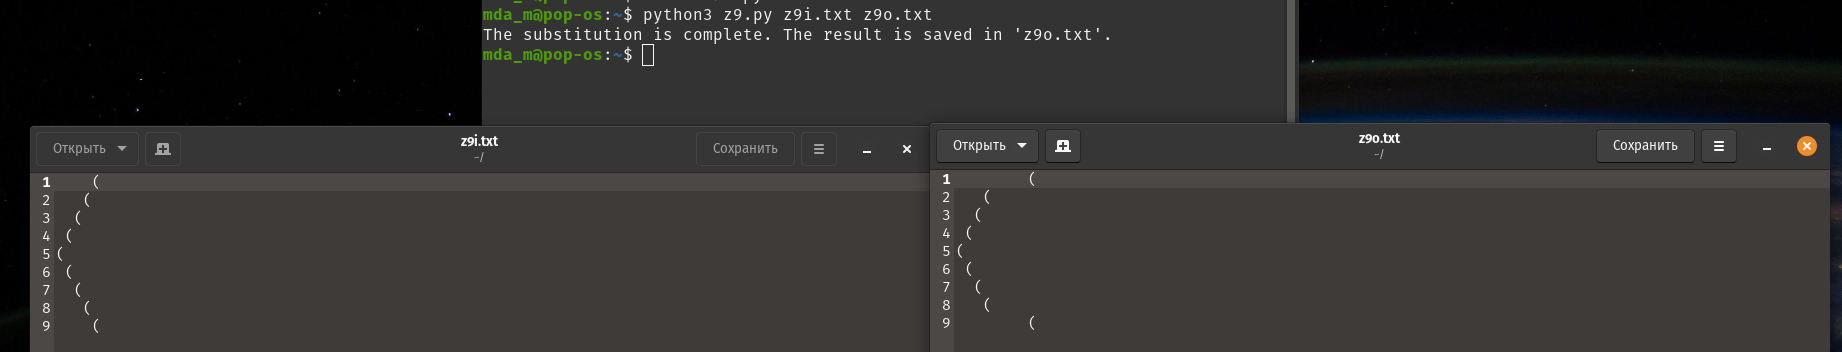 mda_m@pop-os:~$ python3 z9.py z9i.txt z9o.txt
The substitution is complete. The result is saved in 'z9o.txt'.
mda_m@pop-os:~$
Открыть
z9i.txt
~/
Сохранить
1     (
2    (
3   (
4  (
5 (
6  (
7   (
8    (
9     (
Открыть
z9o.txt
~/
Сохранить
1         (
2    (
3   (
4  (
5 (
6  (
7   (
8    (
9         (